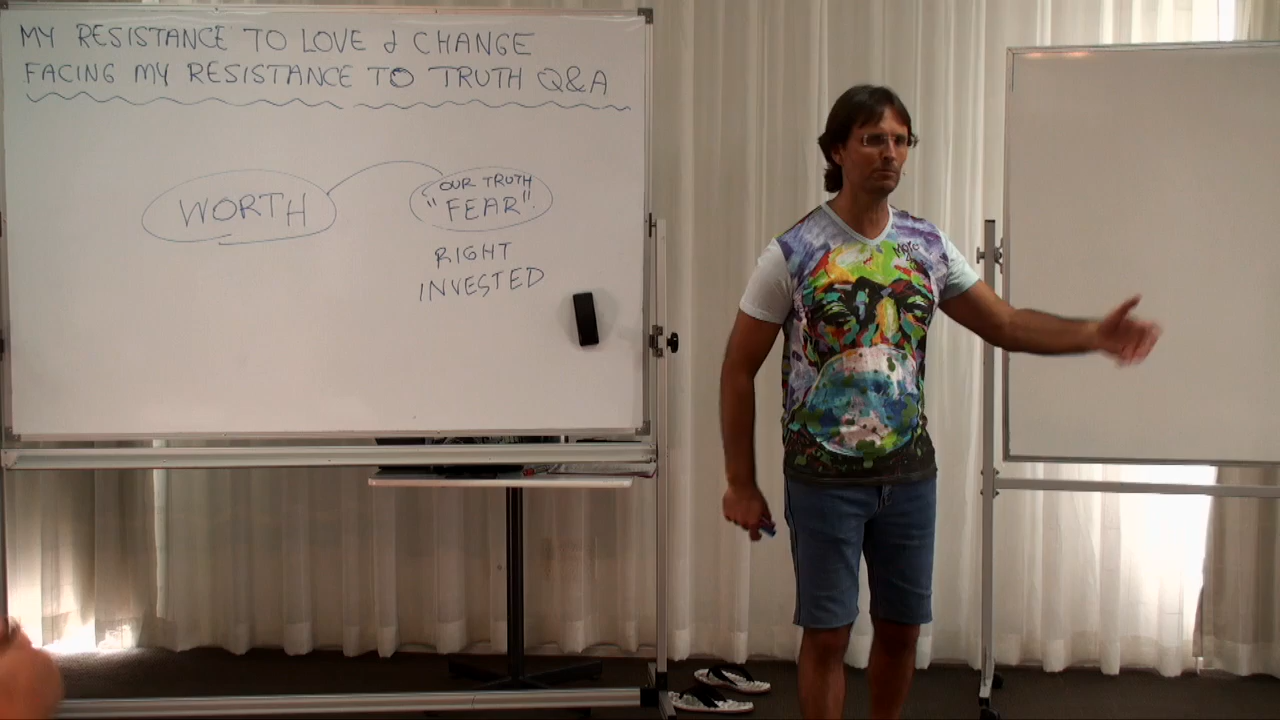 MY RESISTANCE TO LOVE & CHANGE
FACING MY RESISTANCE TO TRUTH Q&A
WORTH
OUR TRUTH
"FEAR".
RIGHT
INVESTED